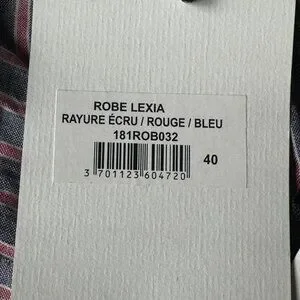 ROBE LEXIA
RAYURE ÉCRU / ROUGE / BLEU
181ROB032
40
3 701123 604720